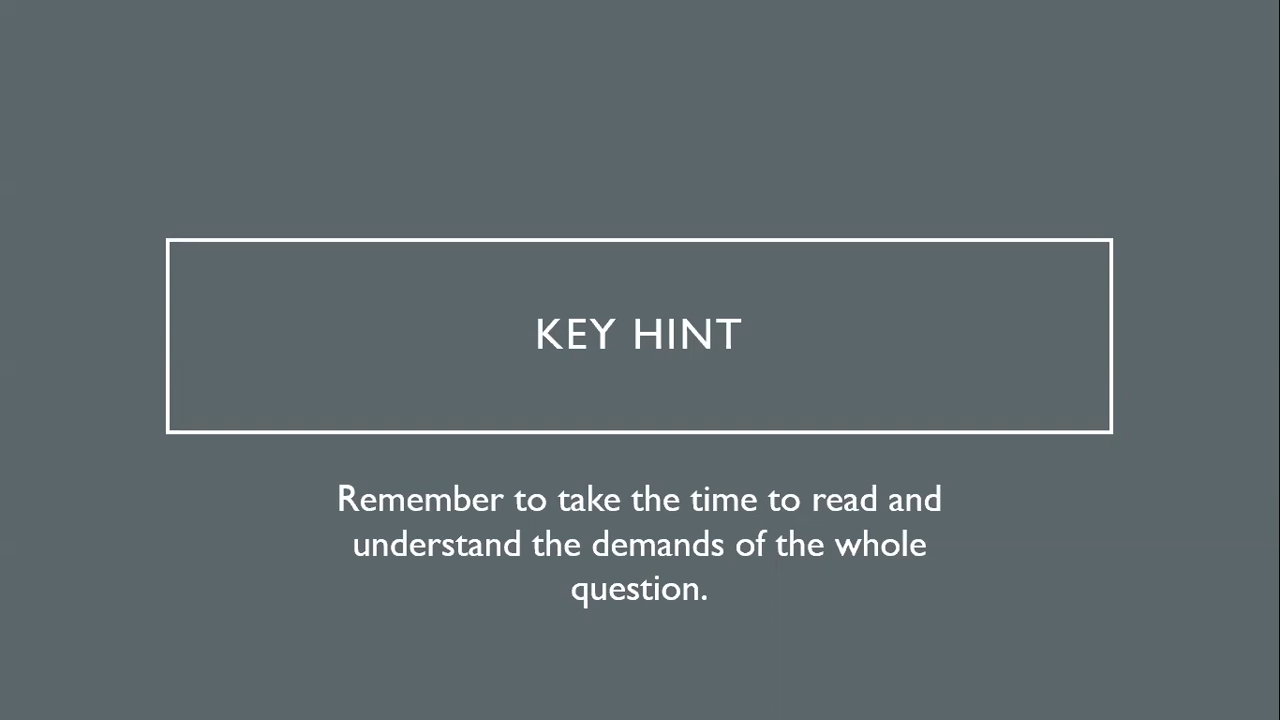 KEY HINT
Remember to take the time to read and
understand the demands of the whole
question.